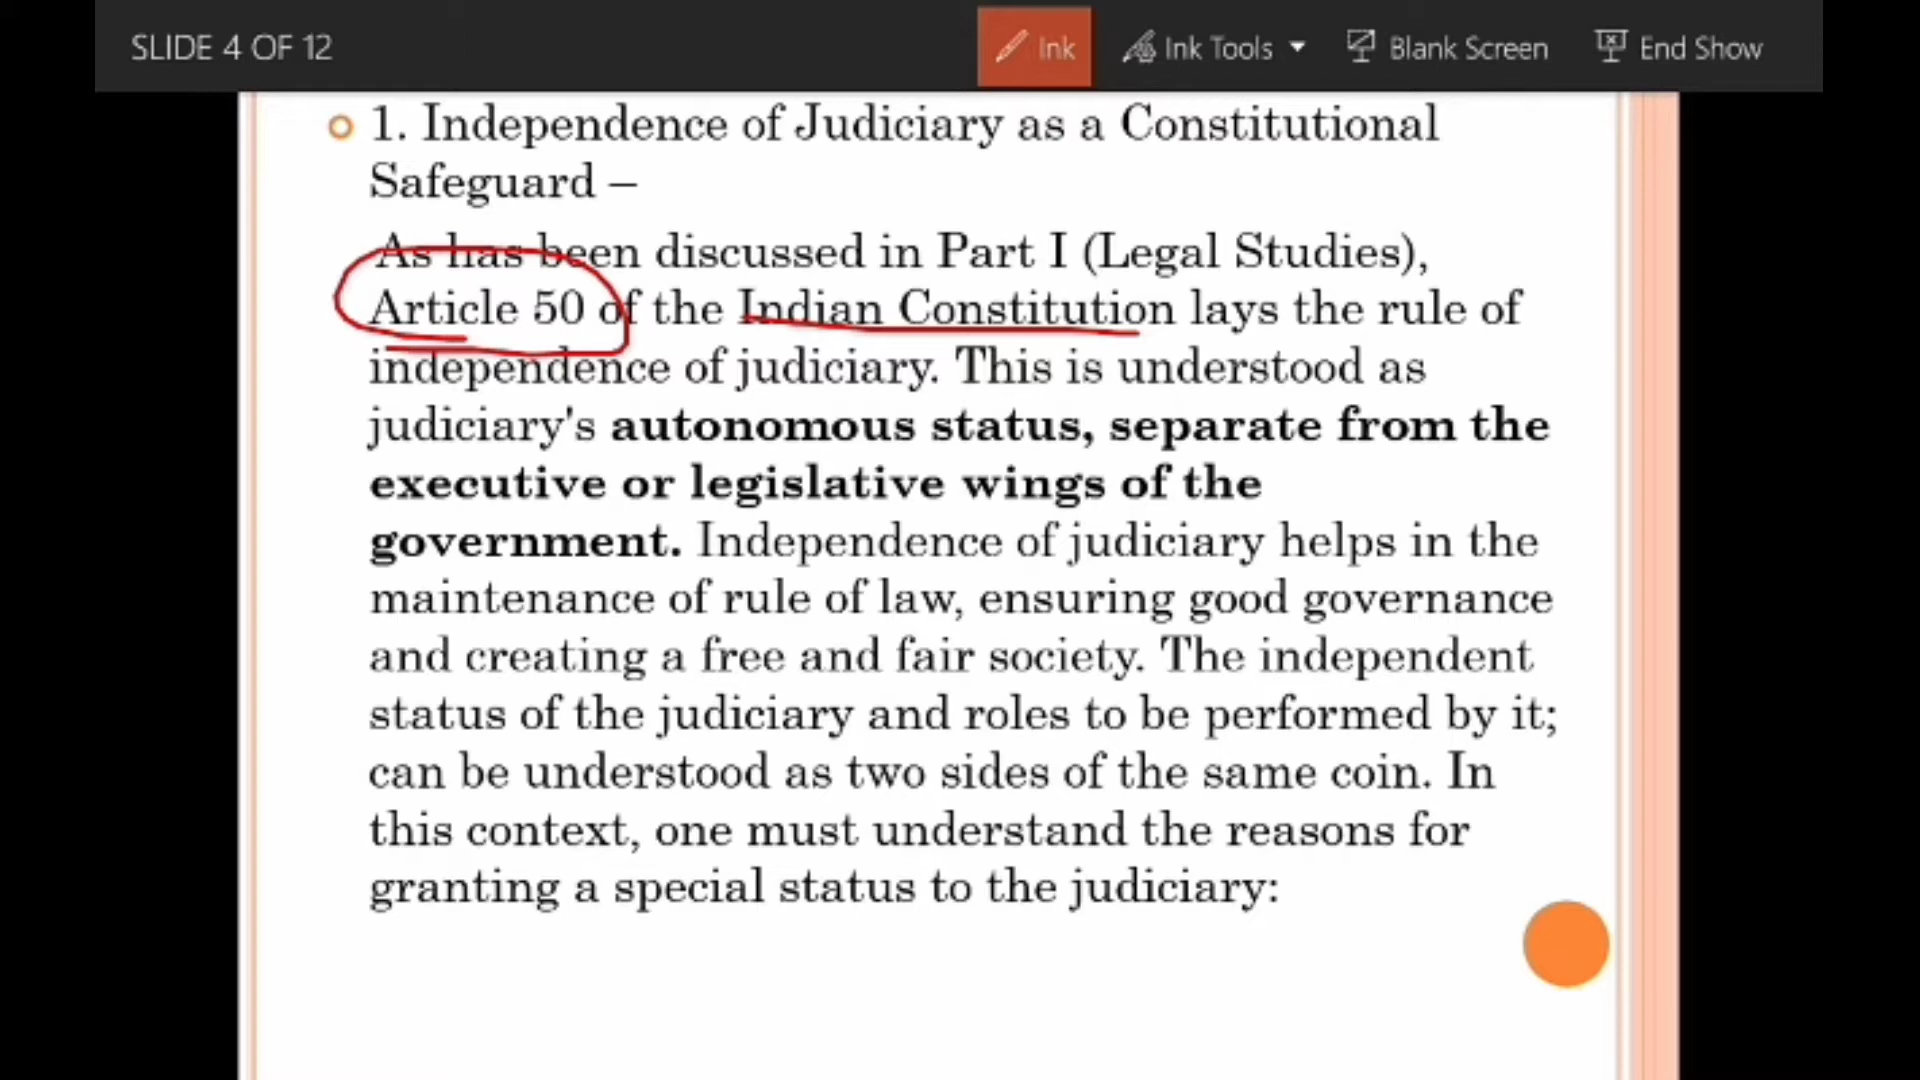 SLIDE 4 OF 12 Ink Ink Tools Blank Screen End Show
1. Independence of Judiciary as a Constitutional
Safeguard –
As has been discussed in Part I (Legal Studies),
Article 50 of the Indian Constitution lays the rule of
independence of judiciary. This is understood as
judiciary's autonomous status, separate from the
executive or legislative wings of the
government. Independence of judiciary helps in the
maintenance of rule of law, ensuring good governance
and creating a free and fair society. The independent
status of the judiciary and roles to be performed by it;
can be understood as two sides of the same coin. In
this context, one must understand the reasons for
granting a special status to the judiciary: